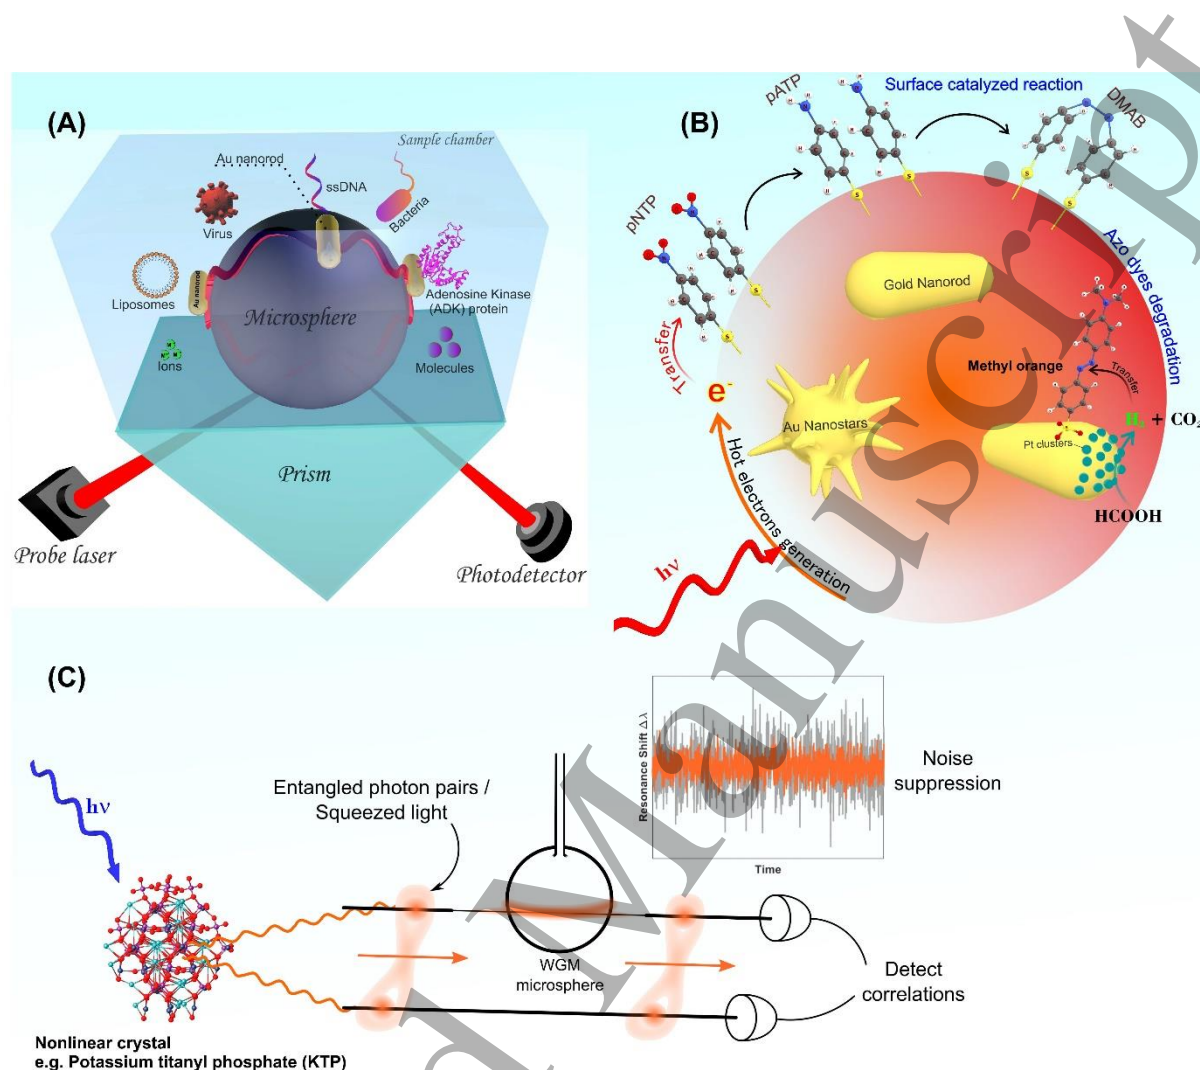 (A)
Au nanorod
Sample chamber
ssDNA
Virus
Bacteria
Liposomes
Au nanorod
Adenosine Kinase
(ADK) protein
Microsphere
Ions
Molecules
Prism
Probe laser
Photodetector
(B)
Surface catalyzed reaction
pATP
DMAB
pNTP
Azo dyes degradation
Gold Nanorod
Transfer
Methyl orange
Transfer
e-
Au Nanostars
H₂ + CO₂
Pt clusters
HCOOH
Hot electrons generation
hν
(C)
hν
Entangled photon pairs /
Squeezed light
Resonance Shift Δλ
Time
Noise
suppression
WGM
microsphere
Detect
correlations
Nonlinear crystal
e.g. Potassium titanyl phosphate (KTP)
d Manuscript